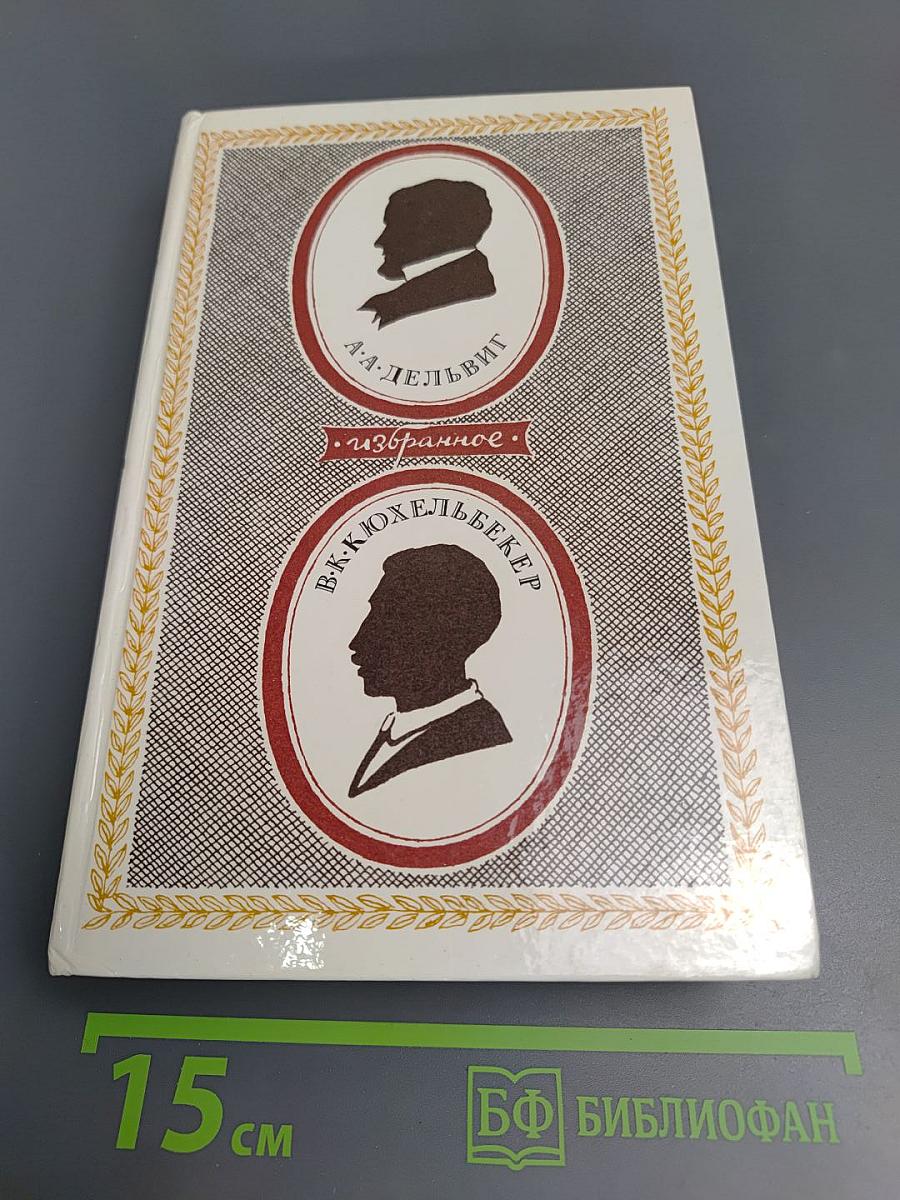 А·А·ДЕЛЬВИГ
·избранное·
В·К·КЮХЕЛЬБЕКЕР
15 см
БФ БИБЛИОФАН